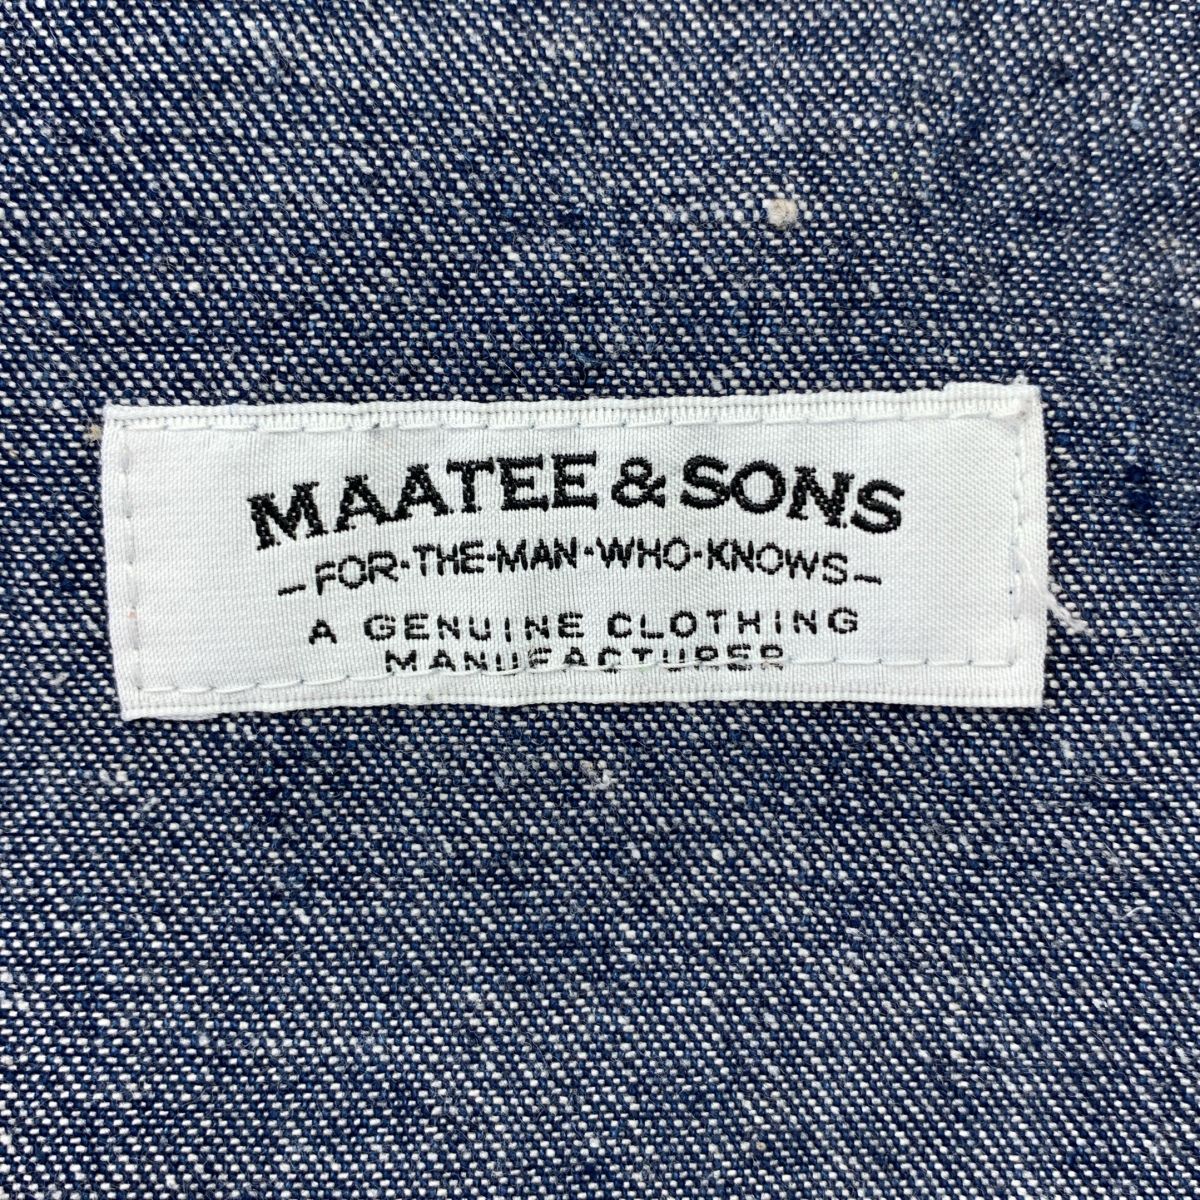 MAATEE & SONS
-FOR·THE·MAN·WHO·KNOWS-
A GENUINE CLOTHING
MANUFACTURER